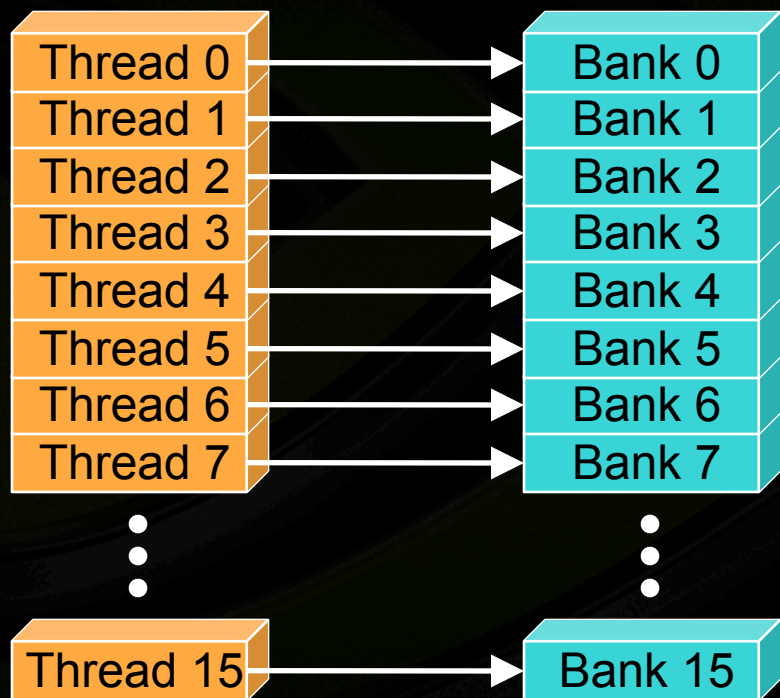 Thread 0 Bank 0
Thread 1 Bank 1
Thread 2 Bank 2
Thread 3 Bank 3
Thread 4 Bank 4
Thread 5 Bank 5
Thread 6 Bank 6
Thread 7 Bank 7
Thread 15 Bank 15